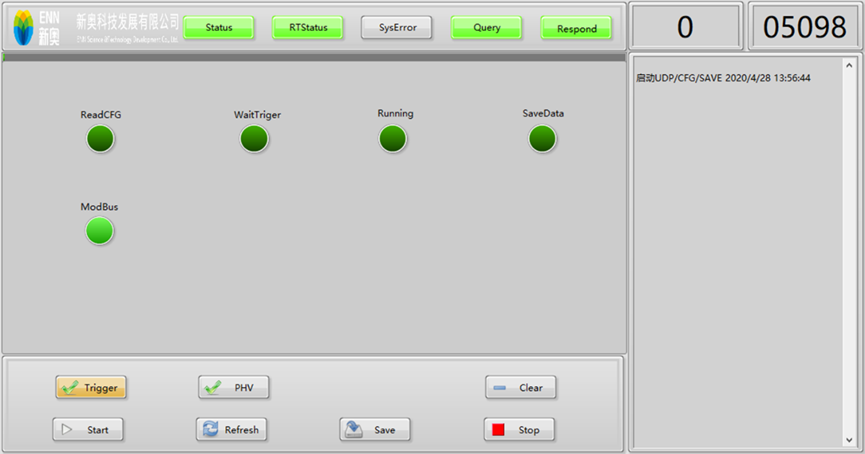 ENN
新奥
新奥科技发展有限公司
ENN Science &Technology Development Co., Ltd.
Status
RTStatus
SysError
Query
Respond
0
05098
启动UDP/CFG/SAVE 2020/4/28 13:56:44
ReadCFG
WaitTriger
Running
SaveData
ModBus
Trigger
PHV
Clear
Start
Refresh
Save
Stop